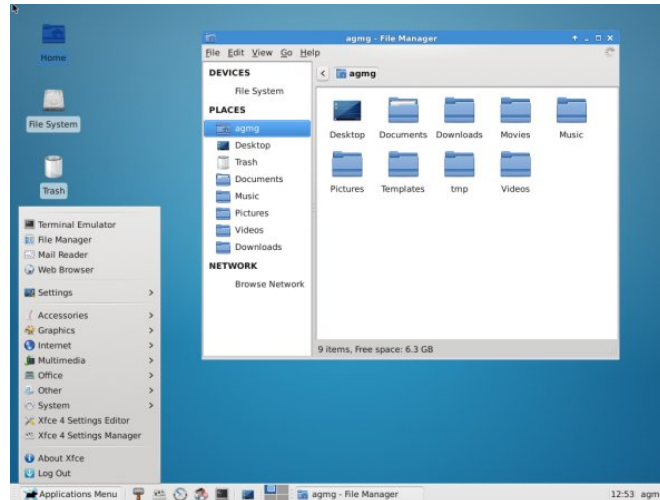 Home
File System
Trash
agmg - File Manager
File Edit View Go Help
DEVICES
File System
PLACES
agmg
Desktop
Trash
Documents
Music
Pictures
Videos
Downloads
NETWORK
Browse Network
agmg
Desktop Documents Downloads Movies Music
Pictures Templates tmp Videos
9 items, Free space: 6.3 GB
Terminal Emulator
File Manager
Mail Reader
Web Browser
Settings
Accessories
Graphics
Internet
Multimedia
Office
Other
System
Xfce 4 Settings Editor
Xfce 4 Settings Manager
About Xfce
Log Out
Applications Menu
agmg - File Manager
12:53 agm